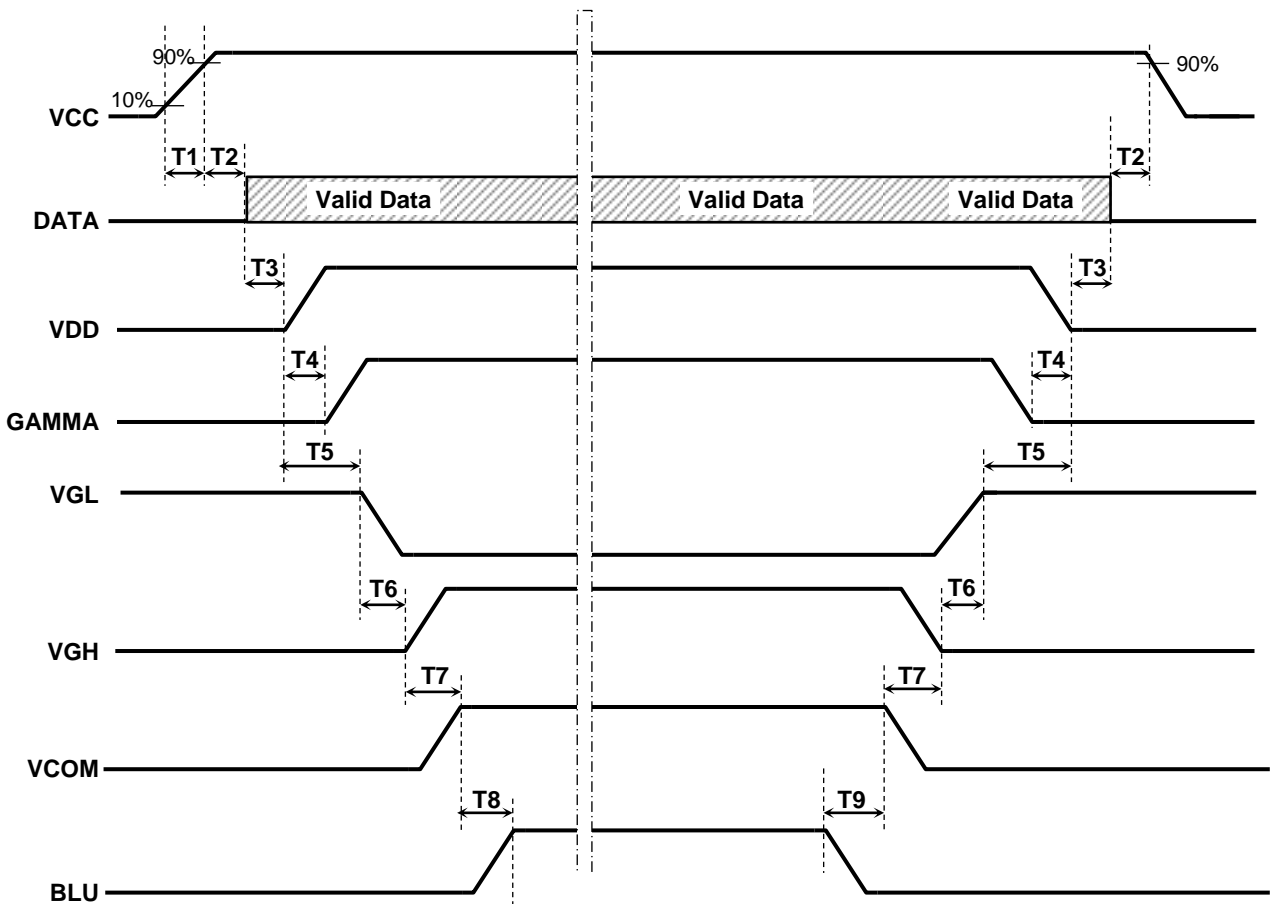 90%
90%
10%
VCC
T1 T2
T2
Valid Data
Valid Data
Valid Data
DATA
T3
T3
VDD
T4
T4
GAMMA
T5
T5
VGL
T6
T6
VGH
T7
T7
VCOM
T8
T9
BLU